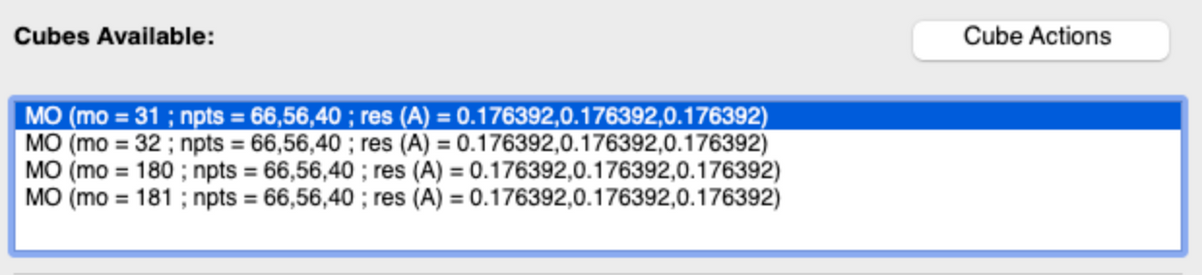 Cubes Available:
Cube Actions
MO (mo = 31 ; npts = 66,56,40 ; res (A) = 0.176392,0.176392,0.176392)
MO (mo = 32 ; npts = 66,56,40 ; res (A) = 0.176392,0.176392,0.176392)
MO (mo = 180 ; npts = 66,56,40 ; res (A) = 0.176392,0.176392,0.176392)
MO (mo = 181 ; npts = 66,56,40 ; res (A) = 0.176392,0.176392,0.176392)